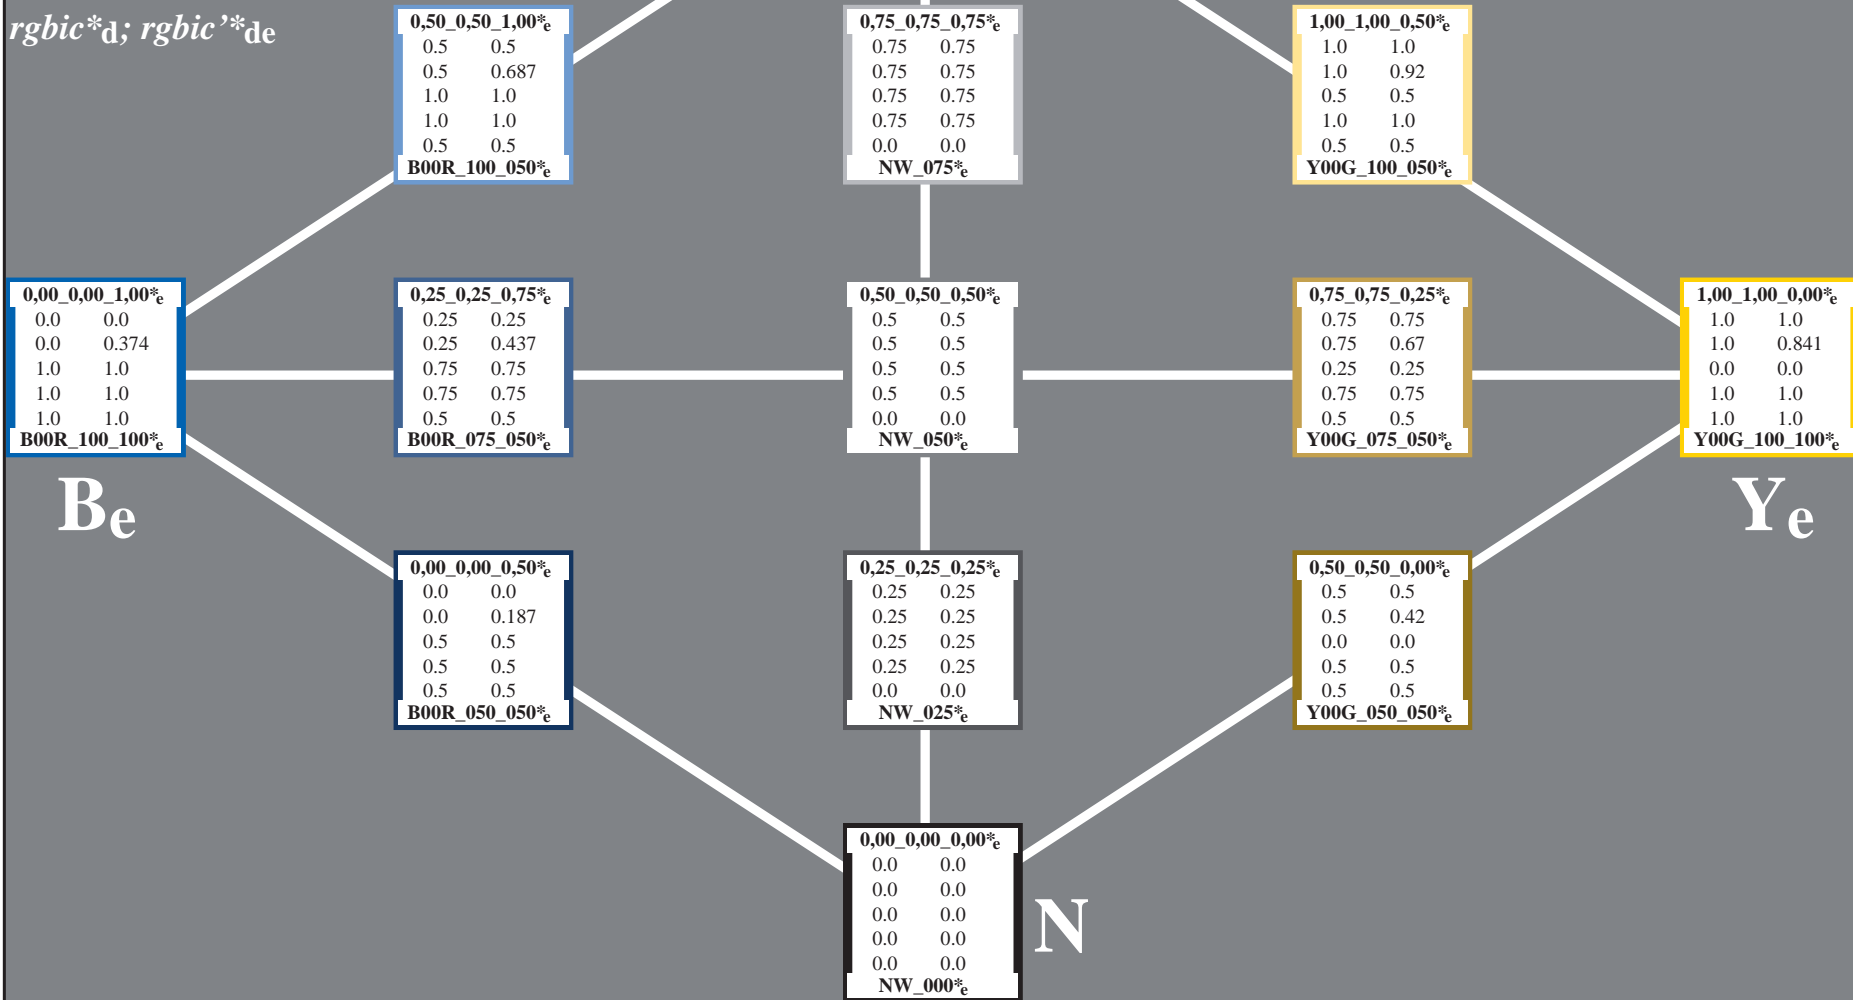 rgbic*d; rgbic’*de
0,50_0,50_1,00*e
0.5 0.5
0.5 0.687
1.0 1.0
1.0 1.0
0.5 0.5
B00R_100_050*e
0,75_0,75_0,75*e
0.75 0.75
0.75 0.75
0.75 0.75
0.75 0.75
0.0 0.0
NW_075*e
1,00_1,00_0,50*e
1.0 1.0
1.0 0.92
0.5 0.5
1.0 1.0
0.5 0.5
Y00G_100_050*e
0,00_0,00_1,00*e
0.0 0.0
0.0 0.374
1.0 1.0
1.0 1.0
1.0 1.0
B00R_100_100*e
Be
0,25_0,25_0,75*e
0.25 0.25
0.25 0.437
0.75 0.75
0.75 0.75
0.5 0.5
B00R_075_050*e
0,50_0,50_0,50*e
0.5 0.5
0.5 0.5
0.5 0.5
0.5 0.5
0.0 0.0
NW_050*e
0,75_0,75_0,25*e
0.75 0.75
0.75 0.67
0.25 0.25
0.75 0.75
0.5 0.5
Y00G_075_050*e
1,00_1,00_0,00*e
1.0 1.0
1.0 0.841
0.0 0.0
1.0 1.0
1.0 1.0
Y00G_100_100*e
Ye
0,00_0,00_0,50*e
0.0 0.0
0.0 0.187
0.5 0.5
0.5 0.5
0.5 0.5
B00R_050_050*e
0,25_0,25_0,25*e
0.25 0.25
0.25 0.25
0.25 0.25
0.25 0.25
0.0 0.0
NW_025*e
0,50_0,50_0,00*e
0.5 0.5
0.5 0.42
0.0 0.0
0.5 0.5
0.5 0.5
Y00G_050_050*e
0,00_0,00_0,00*e
0.0 0.0
0.0 0.0
0.0 0.0
0.0 0.0
0.0 0.0
NW_000*e
N